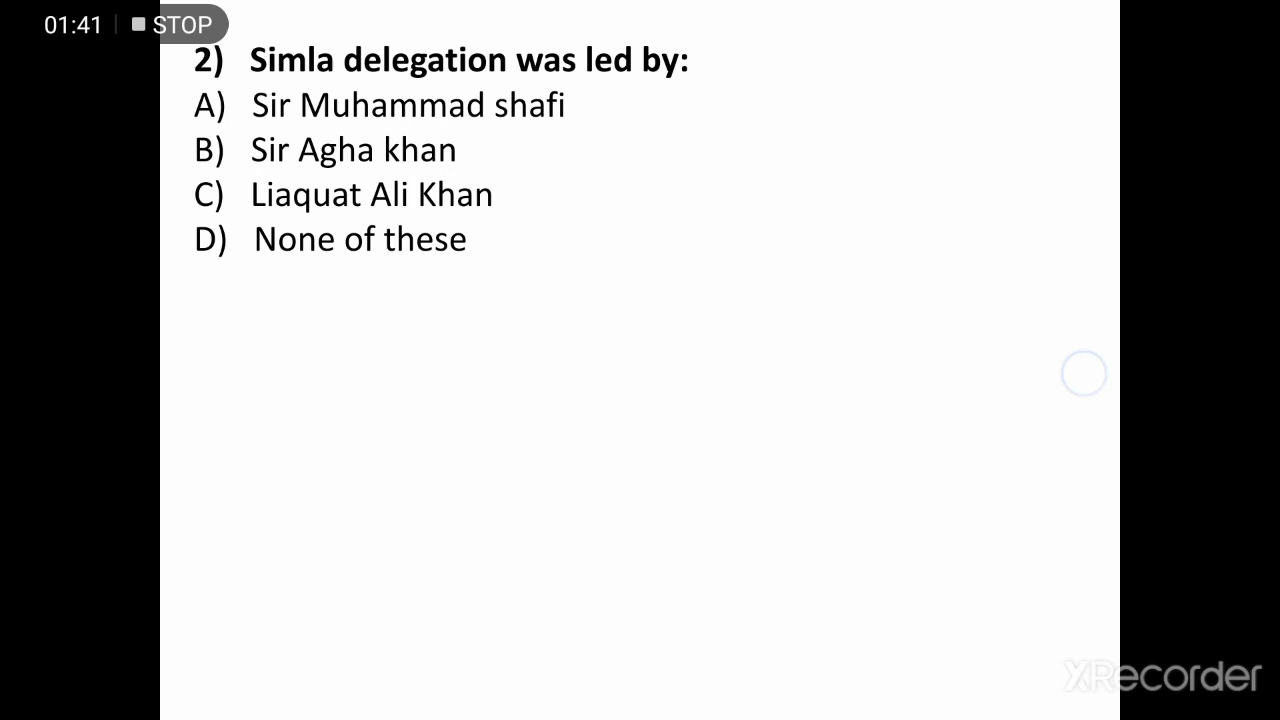 01:41 STOP
2) Simla delegation was led by:
A) Sir Muhammad shafi
B) Sir Agha khan
C) Liaquat Ali Khan
D) None of these
XRecorder